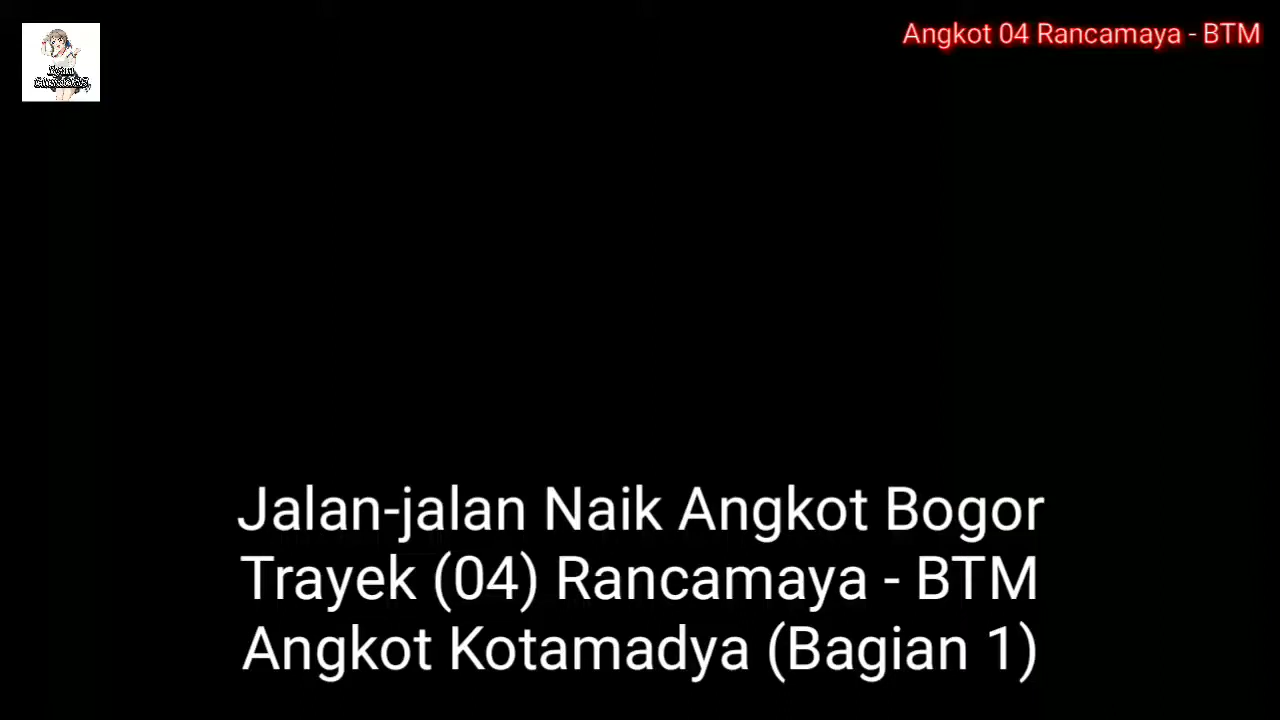 Angkot 04 Rancamaya - BTM
Jalan-jalan Naik Angkot Bogor
Trayek (04) Rancamaya - BTM
Angkot Kotamadya (Bagian 1)